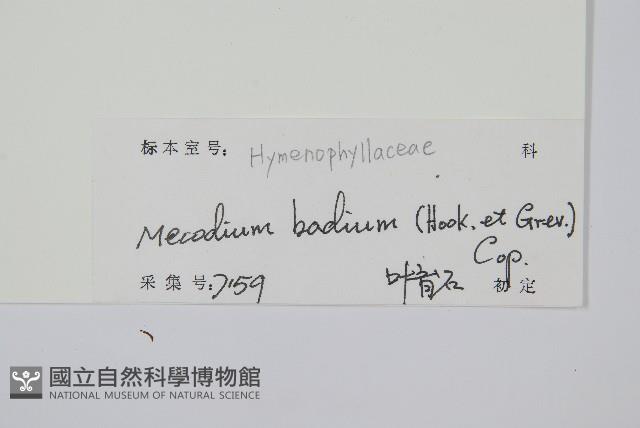 标本室号: Hymenophyllaceae 科
Mecodium badium (Hook. et Grev.)
Cop.
采集号: 759 叶育石 初定
國立自然科學博物館
NATIONAL MUSEUM OF NATURAL SCIENCE